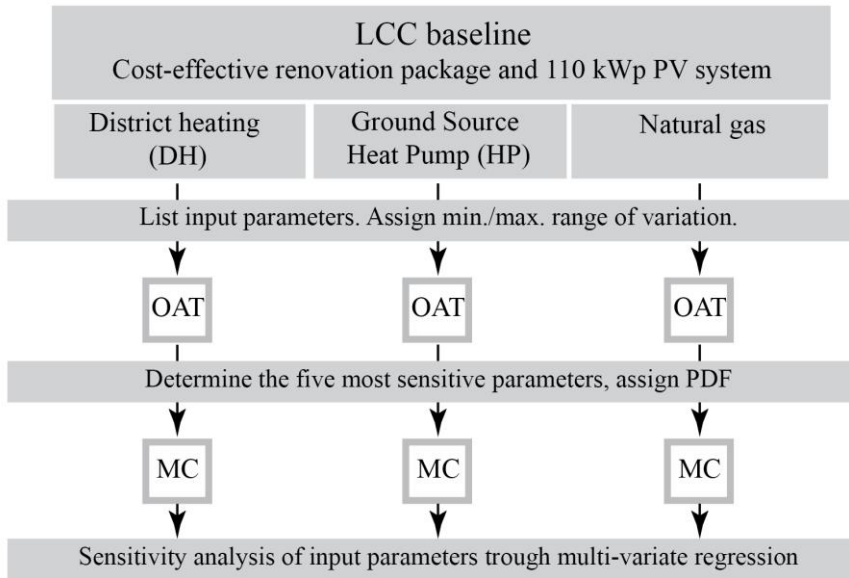 LCC baseline
Cost-effective renovation package and 110 kWp PV system
District heating
(DH)
Ground Source
Heat Pump (HP)
Natural gas
List input parameters. Assign min./max. range of variation.
OAT
OAT
OAT
Determine the five most sensitive parameters, assign PDF
MC
MC
MC
Sensitivity analysis of input parameters trough multi-variate regression